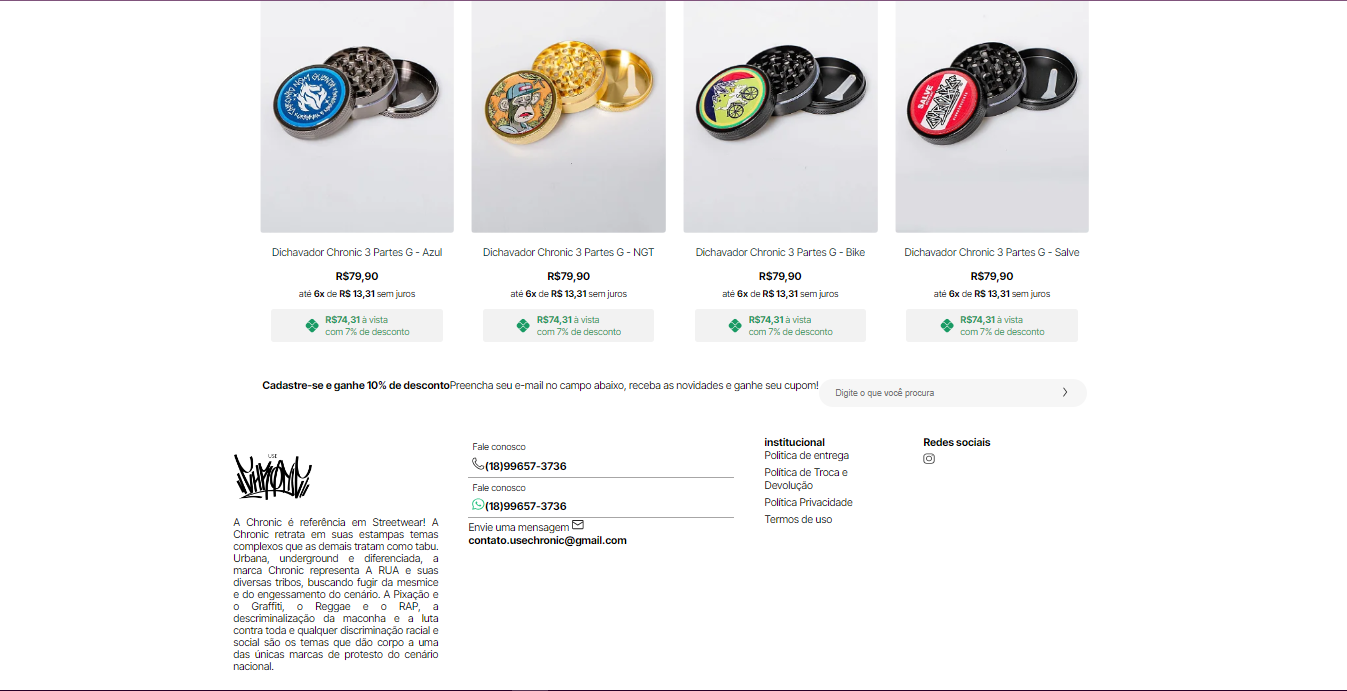 SALVE
Dichavador Chronic 3 Partes G - Azul
R$79,90
até 6x de R$ 13,31 sem juros
R$74,31 à vista
com 7% de desconto
Dichavador Chronic 3 Partes G - NGT
R$79,90
até 6x de R$ 13,31 sem juros
R$74,31 à vista
com 7% de desconto
Dichavador Chronic 3 Partes G - Bike
R$79,90
até 6x de R$ 13,31 sem juros
R$74,31 à vista
com 7% de desconto
Dichavador Chronic 3 Partes G - Salve
R$79,90
até 6x de R$ 13,31 sem juros
R$74,31 à vista
com 7% de desconto
Cadastre-se e ganhe 10% de descontoPreencha seu e-mail no campo abaixo, receba as novidades e ganhe seu cupom!
Digite o que você procura
USE
A Chronic é referência em Streetwear! A
Chronic retrata em suas estampas temas
complexos que as demais tratam como tabu.
Urbana, underground e diferenciada, a
marca Chronic representa A RUA e suas
diversas tribos, buscando fugir da mesmice
e do engessamento do cenário. A Pixação e
o Graffiti, o Reggae e o RAP, a
descriminalização da maconha e a luta
contra toda e qualquer discriminação racial e
social são os temas que dão corpo a uma
das únicas marcas de protesto do cenário
nacional.
Fale conosco
(18)99657-3736
Fale conosco
(18)99657-3736
Envie uma mensagem
contato.usechronic@gmail.com
institucional
Politica de entrega
Política de Troca e
Devolução
Política Privacidade
Termos de uso
Redes sociais